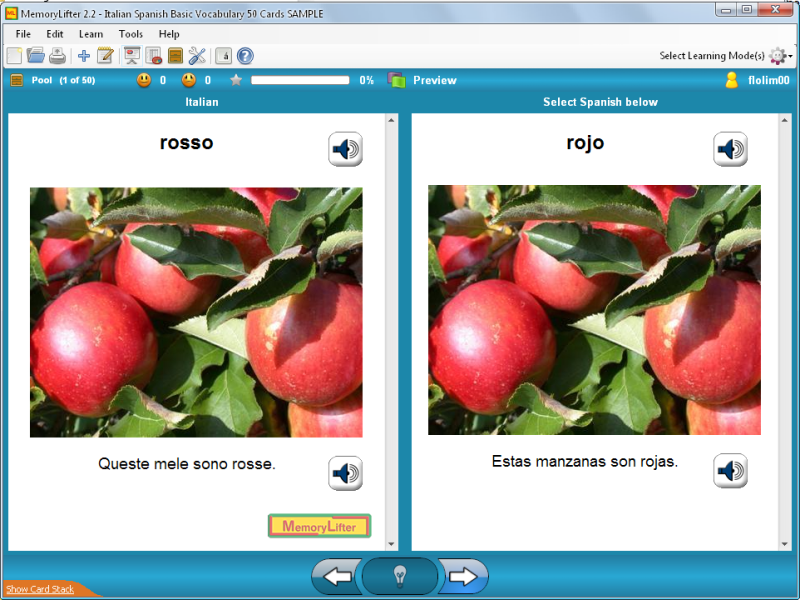 MemoryLifter 2.2 - Italian Spanish Basic Vocabulary 50 Cards SAMPLE
File Edit Learn Tools Help
Select Learning Mode(s)
Pool (1 of 50) 0 0 0% Preview flolim00
Italian Select Spanish below
rosso rojo
Queste mele sono rosse. Estas manzanas son rojas.
MemoryLifter
Show Card Stack